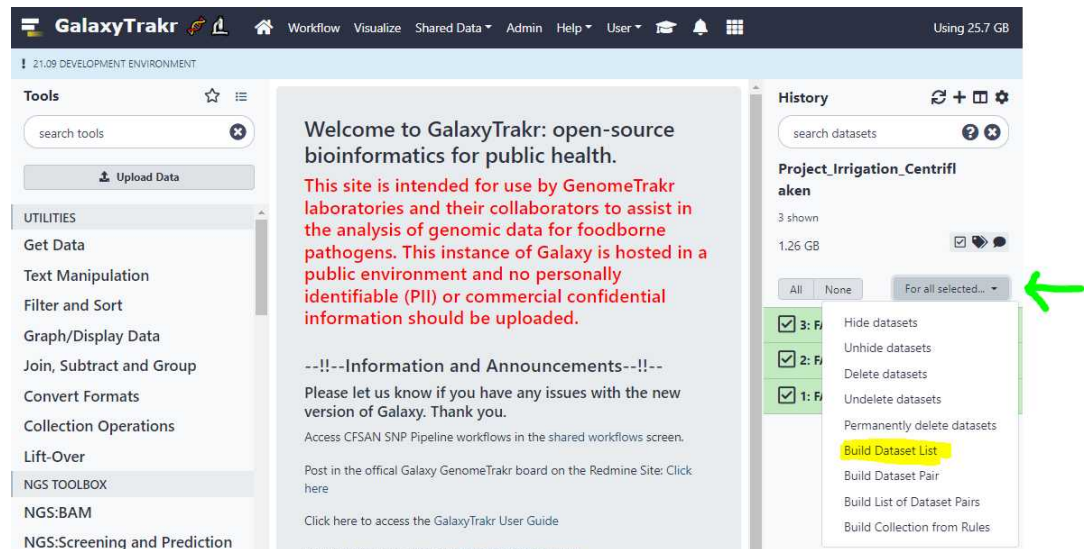 GalaxyTrakr
Workflow Visualize Shared Data Admin Help User
Using 25.7 GB
! 21.09 DEVELOPMENT ENVIRONMENT
Tools
search tools
Upload Data
UTILITIES
Get Data
Text Manipulation
Filter and Sort
Graph/Display Data
Join, Subtract and Group
Convert Formats
Collection Operations
Lift-Over
NGS TOOLBOX
NGS:BAM
NGS:Screening and Prediction
Welcome to GalaxyTrakr: open-source
bioinformatics for public health.
This site is intended for use by GenomeTrakr
laboratories and their collaborators to assist in
the analysis of genomic data for foodborne
pathogens. This instance of Galaxy is hosted in a
public environment and no personally
identifiable (PII) or commercial confidential
information should be uploaded.
--!!--Information and Announcements--!!--
Please let us know if you have any issues with the new
version of Galaxy. Thank you.
Access CFSAN SNP Pipeline workflows in the shared workflows screen.
Post in the offical Galaxy GenomeTrakr board on the Redmine Site: Click
here
Click here to access the GalaxyTrakr User Guide
History
search datasets
Project_Irrigation_Centrifl
aken
3 shown
1.26 GB
All None For all selected...
3:
2:
1:
Hide datasets
Unhide datasets
Delete datasets
Undelete datasets
Permanently delete datasets
Build Dataset List
Build Dataset Pair
Build List of Dataset Pairs
Build Collection from Rules